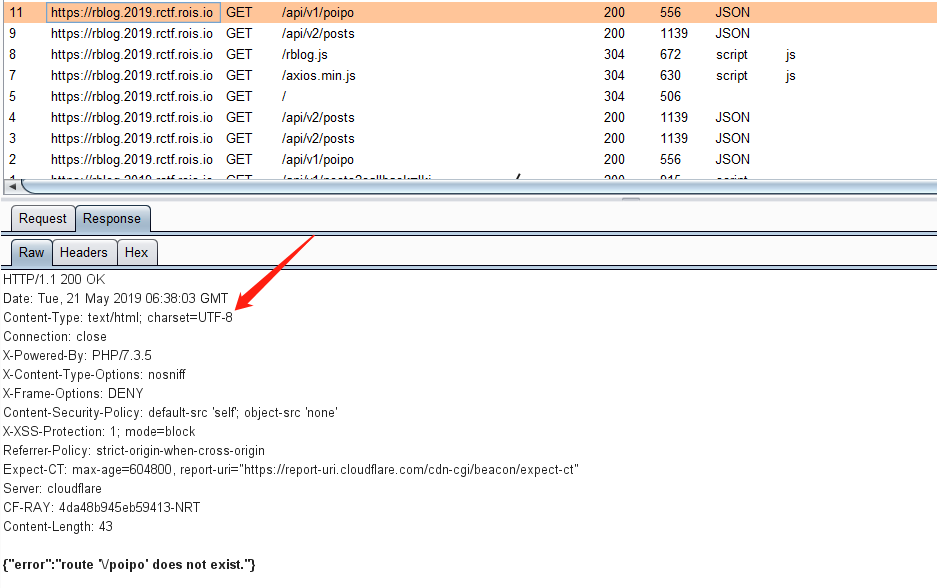 11 https://rblog.2019.rctf.rois.io GET /api/v1/poipo 200 556 JSON
9 https://rblog.2019.rctf.rois.io GET /api/v2/posts 200 1139 JSON
8 https://rblog.2019.rctf.rois.io GET /rblog.js 304 672 script js
7 https://rblog.2019.rctf.rois.io GET /axios.min.js 304 630 script js
5 https://rblog.2019.rctf.rois.io GET / 304 506
4 https://rblog.2019.rctf.rois.io GET /api/v2/posts 200 1139 JSON
3 https://rblog.2019.rctf.rois.io GET /api/v2/posts 200 1139 JSON
2 https://rblog.2019.rctf.rois.io GET /api/v1/poipo 200 556 JSON
Request Response
Raw Headers Hex
HTTP/1.1 200 OK
Date: Tue, 21 May 2019 06:38:03 GMT
Content-Type: text/html; charset=UTF-8
Connection: close
X-Powered-By: PHP/7.3.5
X-Content-Type-Options: nosniff
X-Frame-Options: DENY
Content-Security-Policy: default-src 'self'; object-src 'none'
X-XSS-Protection: 1; mode=block
Referrer-Policy: strict-origin-when-cross-origin
Expect-CT: max-age=604800, report-uri="https://report-uri.cloudflare.com/cdn-cgi/beacon/expect-ct"
Server: cloudflare
CF-RAY: 4da48b945eb59413-NRT
Content-Length: 43
{"error":"route '\/poipo' does not exist."}